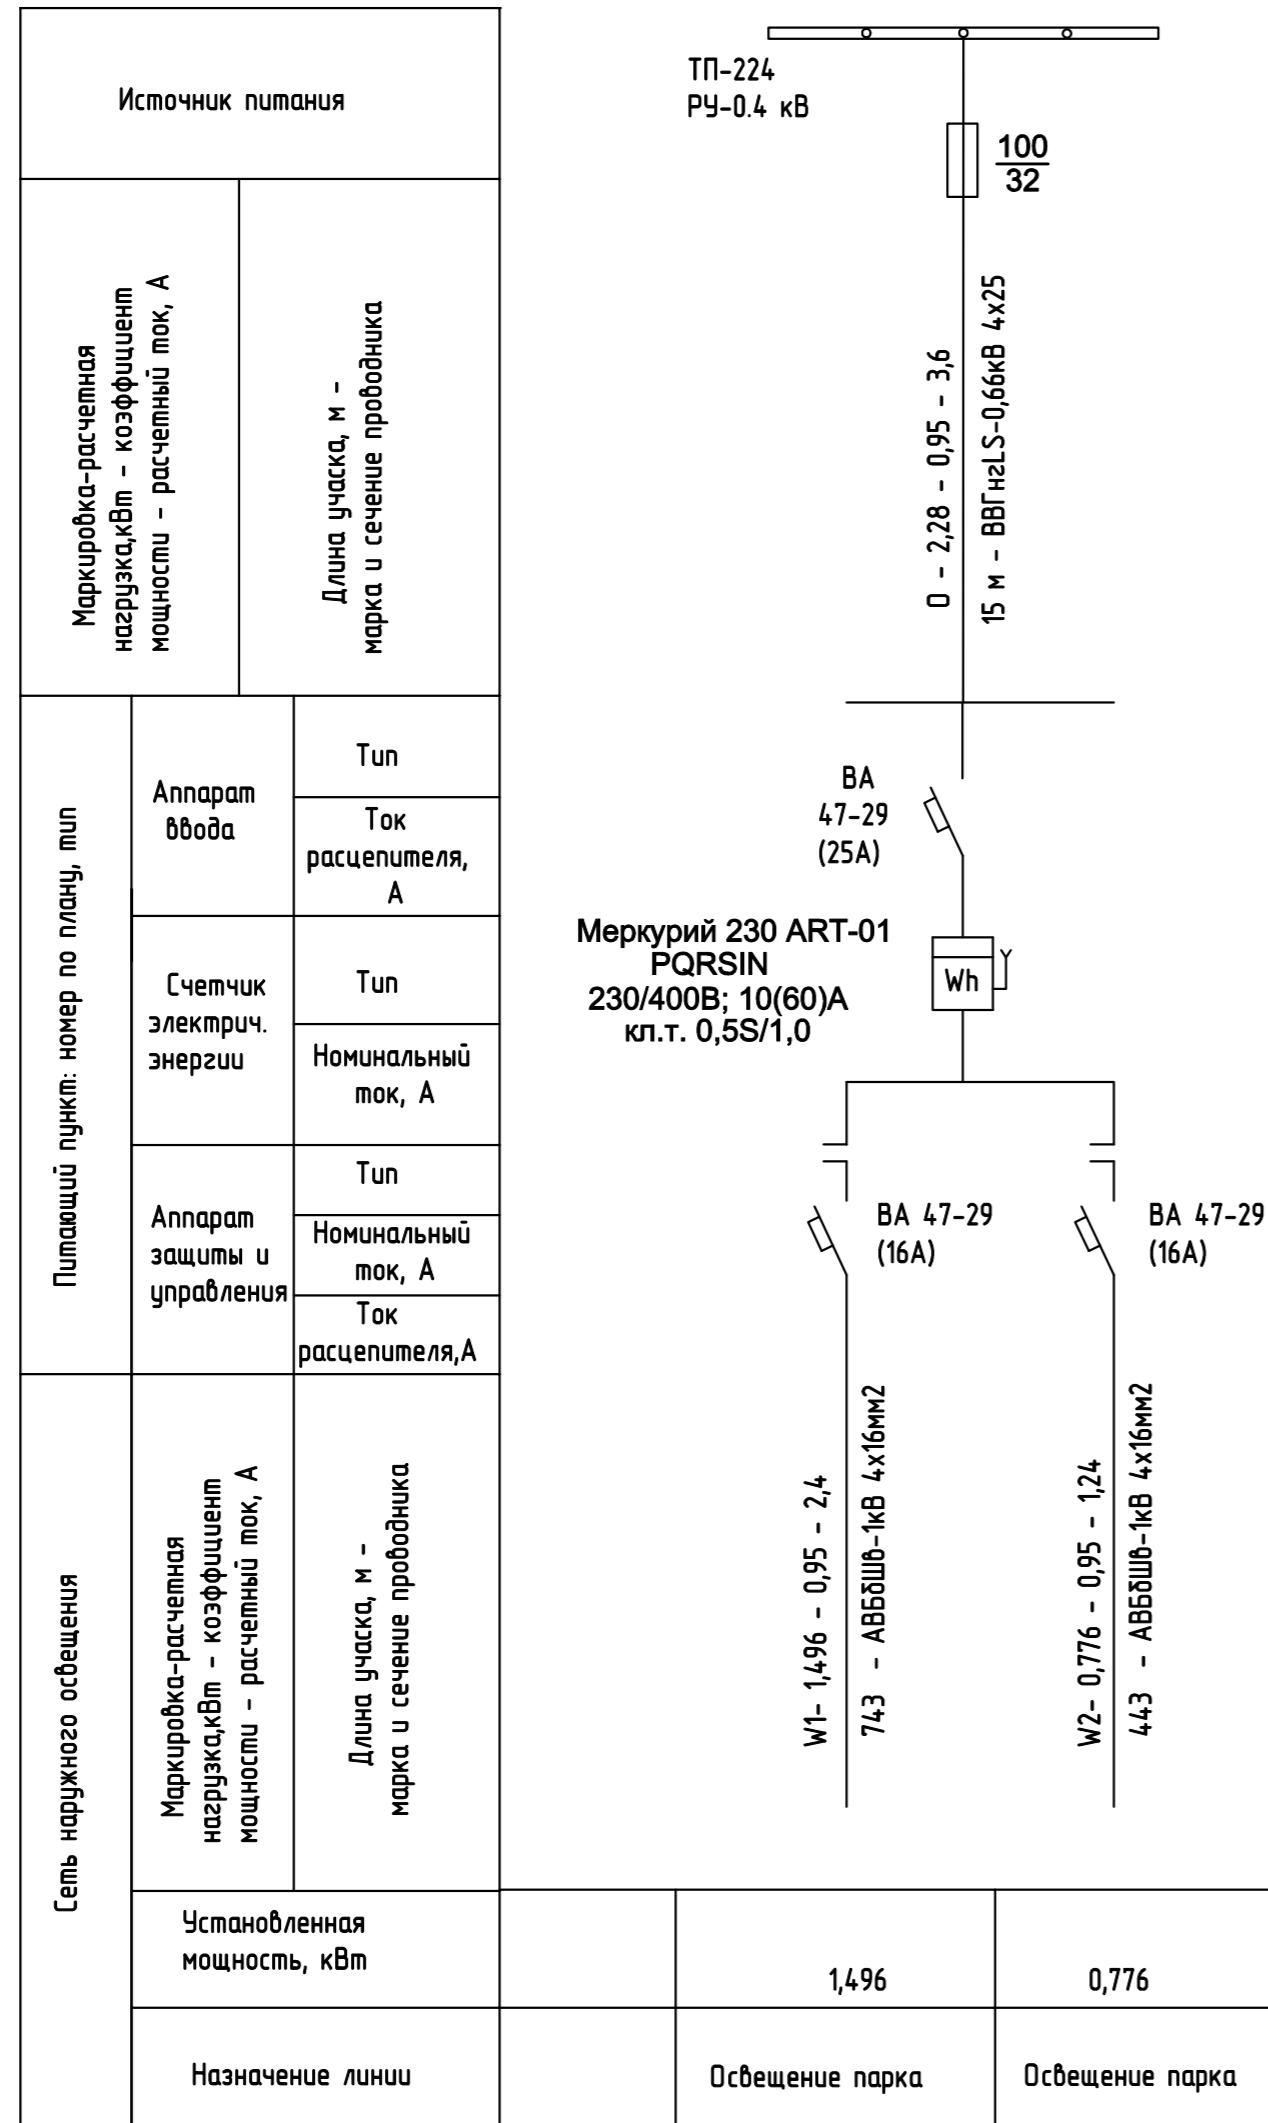 Источник питания
ТП-224
РУ-0.4 кВ
100
32
Маркировка-расчетная
нагрузка,кВт - коэффициент
мощности - расчетный ток, А
Длина учаска, м -
марка и сечение проводника
0 - 2,28 - 0,95 - 3,6
15 м - ВВГнгLS-0,66кВ 4х25
Питающий пункт: номер по плану, тип
Аппарат
ввода
Тип
Ток
расцепителя,
А
ВА
47-29
(25А)
Счетчик
электрич.
энергии
Тип
Номинальный
ток, А
Меркурий 230 ART-01
PQRSIN
230/400В; 10(60)А
кл.т. 0,5S/1,0
Wh
Аппарат
защиты и
управления
Тип
Номинальный
ток, А
Ток
расцепителя,А
ВА 47-29
(16А)
ВА 47-29
(16А)
Сеть наружного освещения
Маркировка-расчетная
нагрузка,кВт - коэффициент
мощности - расчетный ток, А
Длина учаска, м -
марка и сечение проводника
W1- 1,496 - 0,95 - 2,4
743 - АВБбШв-1кВ 4х16мм2
W2- 0,776 - 0,95 - 1,24
443 - АВБбШв-1кВ 4х16мм2
Установленная
мощность, кВт
1,496
0,776
Назначение линии
Освещение парка
Освещение парка